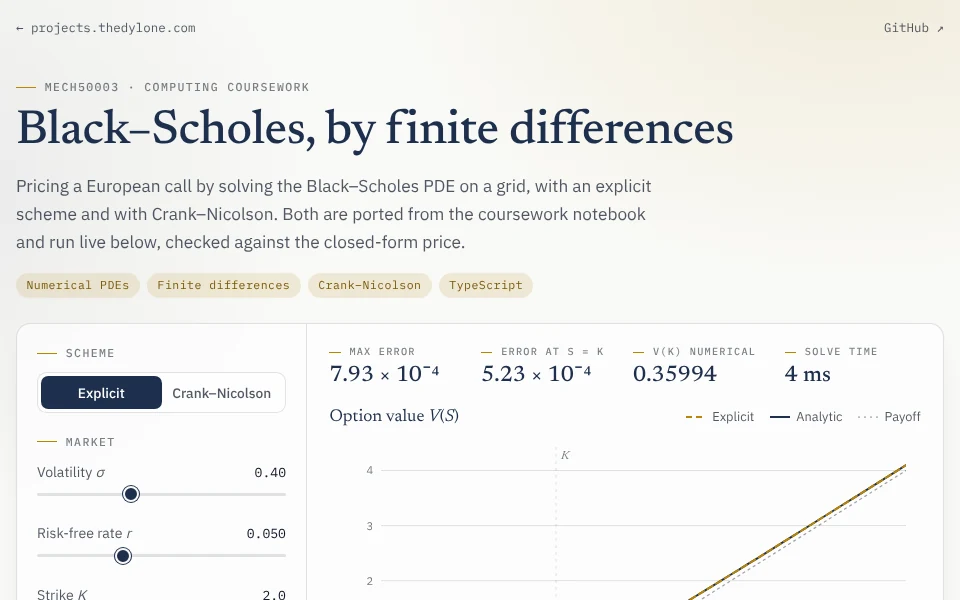 ← projects.thedylone.com
GitHub ↗
MECH50003 · COMPUTING COURSEWORK
Black–Scholes, by finite differences
Pricing a European call by solving the Black–Scholes PDE on a grid, with an explicit
scheme and with Crank–Nicolson. Both are ported from the coursework notebook
and run live below, checked against the closed-form price.
Numerical PDEs
Finite differences
Crank–Nicolson
TypeScript
SCHEME
Explicit
Crank–Nicolson
MARKET
Volatility σ
0.40
Risk-free rate r
0.050
Strike K
2.0
MAX ERROR
7.93 × 10⁻⁴
ERROR AT S = K
5.23 × 10⁻⁴
V(K) NUMERICAL
0.35994
SOLVE TIME
4 ms
Option value V(S)
Explicit
Analytic
Payoff
K
4
3
2